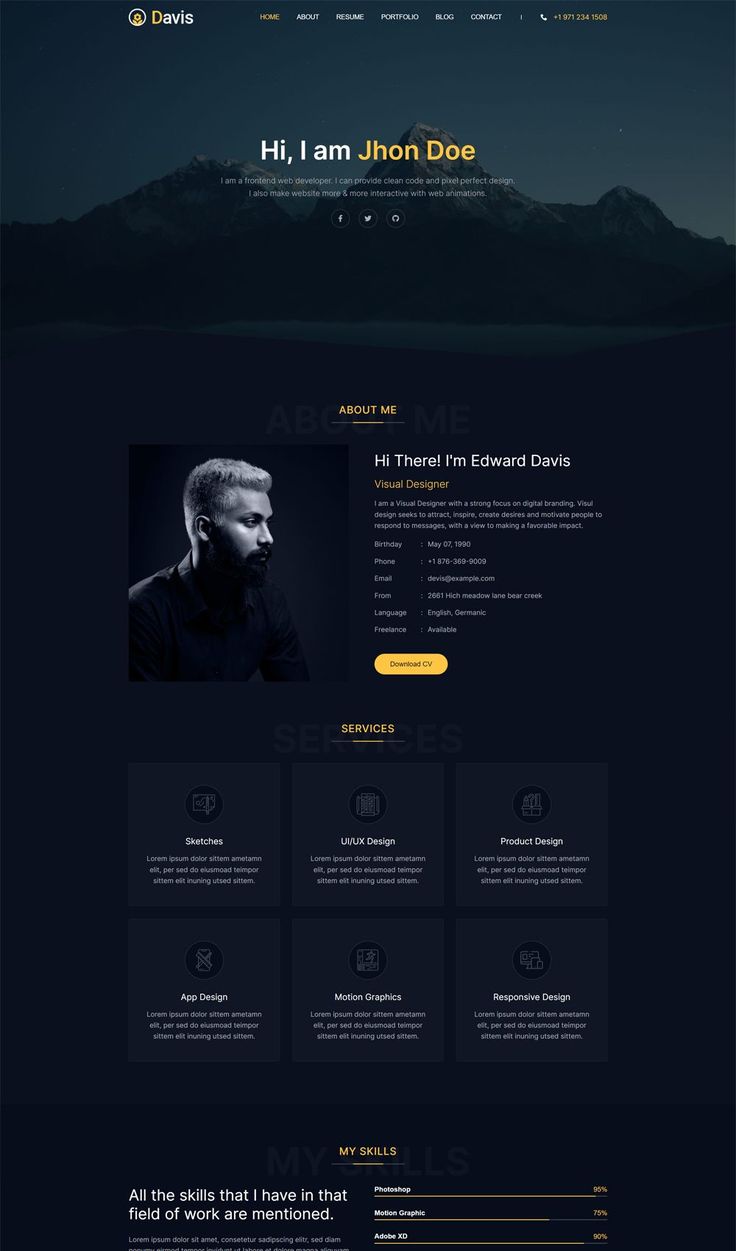 Davis
HOME ABOUT RESUME PORTFOLIO BLOG CONTACT | +1 971 234 1508
Hi, I am Jhon Doe
I am a frontend web developer. I can provide clean code and pixel perfect design.
I also make website more & more interactive with web animations.
ABOUT ME
ABOUT ME
Hi There! I'm Edward Davis
Visual Designer
I am a Visual Designer with a strong focus on digital branding. Visul
design seeks to attract, inspire, create desires and motivate people to
respond to messages, with a view to making a favorable impact.
Birthday : May 07, 1990
Phone : +1 876-369-9009
Email : devis@example.com
From : 2661 Hich meadow lane bear creek
Language : English, Germanic
Freelance : Available
Download CV
SERVICES
SERVICES
Sketches
Lorem ipsum dolor sittem ametamn
elit, per sed do eiusmoad teimpor
sittem elit inuning utsed sittem.
UI/UX Design
Lorem ipsum dolor sittem ametamn
elit, per sed do eiusmoad teimpor
sittem elit inuning utsed sittem.
Product Design
Lorem ipsum dolor sittem ametamn
elit, per sed do eiusmoad teimpor
sittem elit inuning utsed sittem.
App Design
Lorem ipsum dolor sittem ametamn
elit, per sed do eiusmoad teimpor
sittem elit inuning utsed sittem.
Motion Graphics
Lorem ipsum dolor sittem ametamn
elit, per sed do eiusmoad teimpor
sittem elit inuning utsed sittem.
Responsive Design
Lorem ipsum dolor sittem ametamn
elit, per sed do eiusmoad teimpor
sittem elit inuning utsed sittem.
MY SKILLS
MY SKILLS
All the skills that I have in that
field of work are mentioned.
Lorem ipsum dolor sit amet, consetetur sadipscing elitr, sed diam
Photoshop 95%
Motion Graphic 75%
Adobe XD 90%